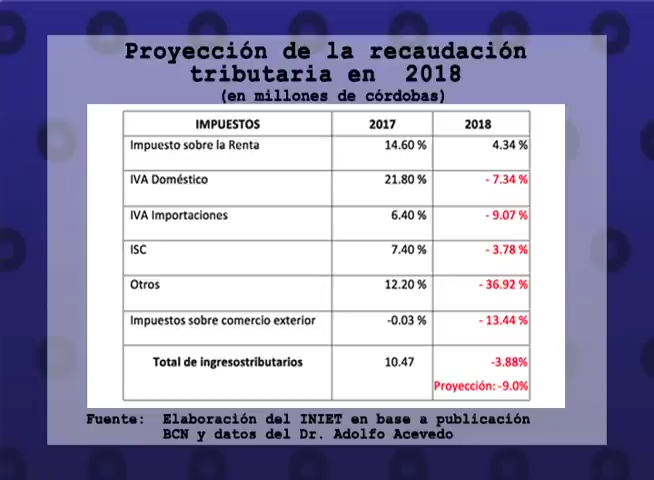 Proyección de la recaudación
tributaria en 2018
(en millones de córdobas)
IMPUESTOS 2017 2018
Impuesto sobre la Renta 14.60 % 4.34 %
IVA Doméstico 21.80 % - 7.34 %
IVA Importaciones 6.40 % - 9.07 %
ISC 7.40 % - 3.78 %
Otros 12.20 % - 36.92 %
Impuestos sobre comercio exterior -0.03 % - 13.44 %
Total de ingresostributarios 10.47 -3.88%
Proyección: -9.0%
Fuente: Elaboración del INIET en base a publicación
BCN y datos del Dr. Adolfo Acevedo